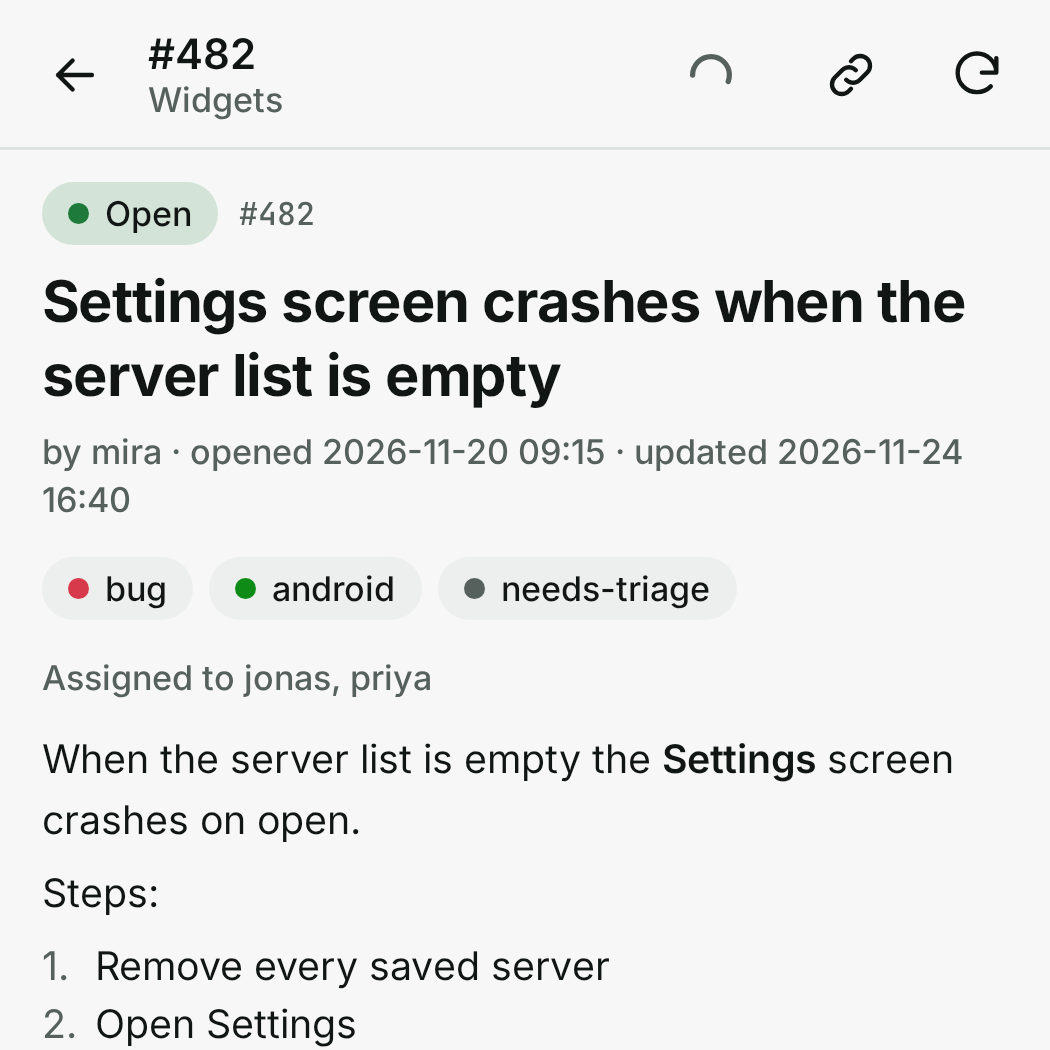 #482
Widgets
Open #482
Settings screen crashes when the
server list is empty
by mira · opened 2026-11-20 09:15 · updated 2026-11-24
16:40
bug android needs-triage
Assigned to jonas, priya
When the server list is empty the Settings screen
crashes on open.
Steps:
1. Remove every saved server
2. Open Settings